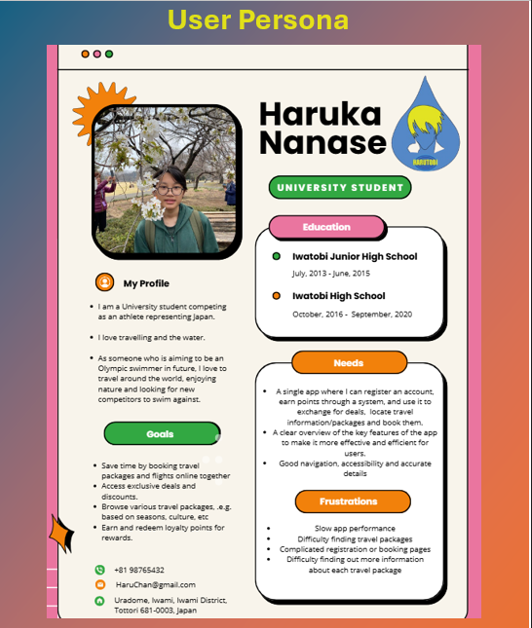 User Persona
Haruka
Nanase
HARUTOBI
UNIVERSITY STUDENT
Education
Iwatobi Junior High School
July, 2013 - June, 2015
Iwatobi High School
October, 2016 - September, 2020
My Profile
I am a University student competing
as an athlete representing Japan.
I love travelling and the water.
As someone who is aiming to be an
Olympic swimmer in future, I love to
travel around the world, enjoying
nature and looking for new
competitors to swim against.
Goals
Save time by booking travel
packages and flights online together
Access exclusive deals and
discounts.
Browse various travel packages, .e.g.
based on seasons, culture, etc
Earn and redeem loyalty points for
rewards.
+81 98765432
HaruChan@gmail.com
Uradome, Iwami, Iwami District,
Tottori 681-0003, Japan
Needs
A single app where I can register an account,
earn points through a system, and use it to
exchange for deals, locate travel
information/packages and book them,
A clear overview of the key features of the app
to make it more effective and efficient for
users.
Good navigation, accessibility and accurate
details
Frustrations
Slow app performance
Difficulty finding travel packages
Complicated registration or booking pages
Difficulty finding out more information
about each travel package